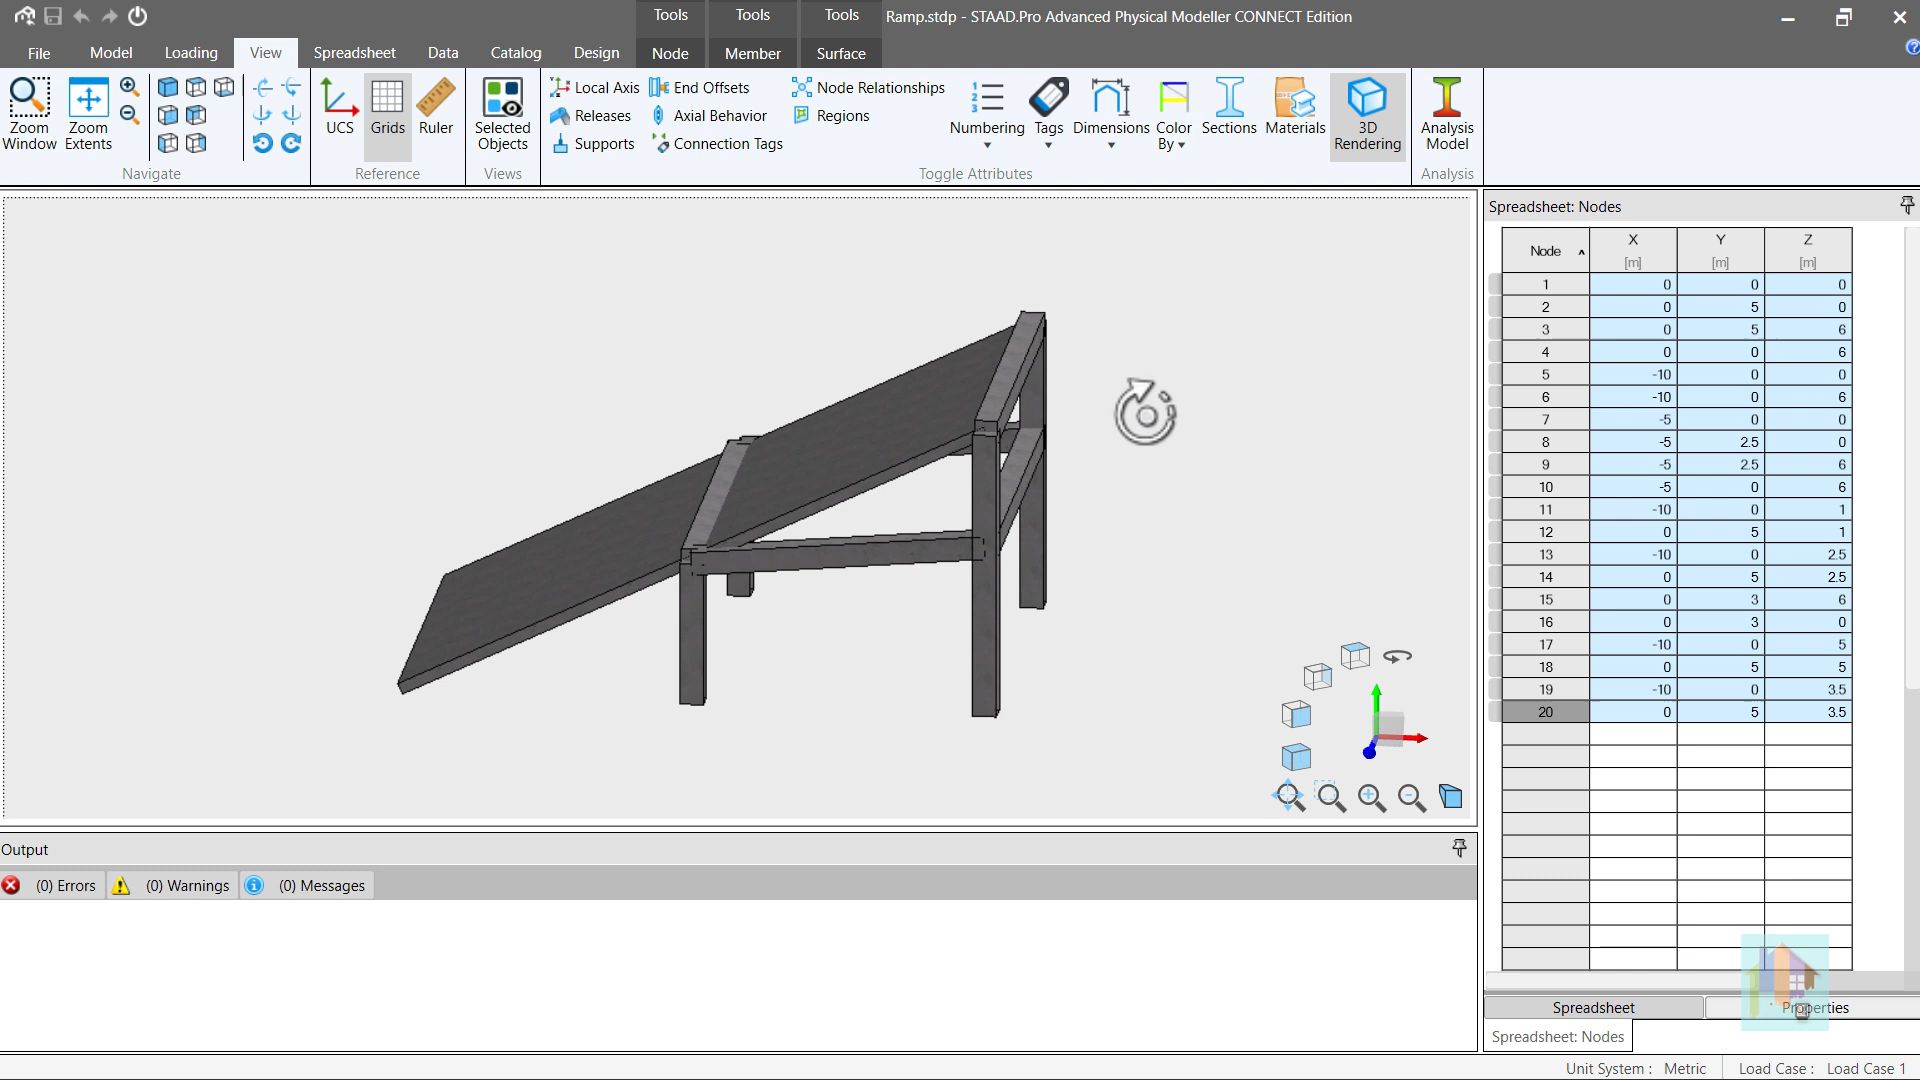 Tools
Tools
Tools
Ramp.stdp - STAAD.Pro Advanced Physical Modeller CONNECT Edition
File
Model
Loading
View
Spreadsheet
Data
Catalog
Design
Node
Member
Surface
Zoom Window
Zoom Extents
Navigate
UCS
Grids
Ruler
Reference
Selected Objects
Views
Local Axis
End Offsets
Node Relationships
Releases
Axial Behavior
Regions
Supports
Connection Tags
Numbering
Tags
Dimensions
Color By
Sections
Materials
3D Rendering
Toggle Attributes
Analysis Model
Analysis
Spreadsheet: Nodes
Node X [m] Y [m] Z [m]
1 0 0 0
2 0 5 0
3 0 5 6
4 0 0 6
5 -10 0 0
6 -10 0 6
7 -5 0 0
8 -5 2.5 0
9 -5 2.5 6
10 -5 0 6
11 -10 0 1
12 0 5 1
13 -10 0 2.5
14 0 5 2.5
15 0 3 6
16 0 3 0
17 -10 0 5
18 0 5 5
19 -10 0 3.5
20 0 5 3.5
Output
(0) Errors
(0) Warnings
(0) Messages
Spreadsheet
Properties
Spreadsheet: Nodes
Unit System : Metric
Load Case : Load Case 1